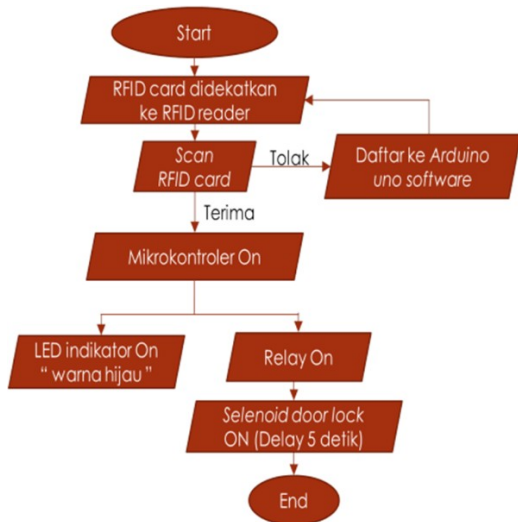 Start
RFID card didekatkan
ke RFID reader
Scan
RFID card
Tolak
Daftar ke Arduino
uno software
Terima
Mikrokontroler On
LED indikator On
“ warna hijau ”
Relay On
Selenoid door lock
ON (Delay 5 detik)
End